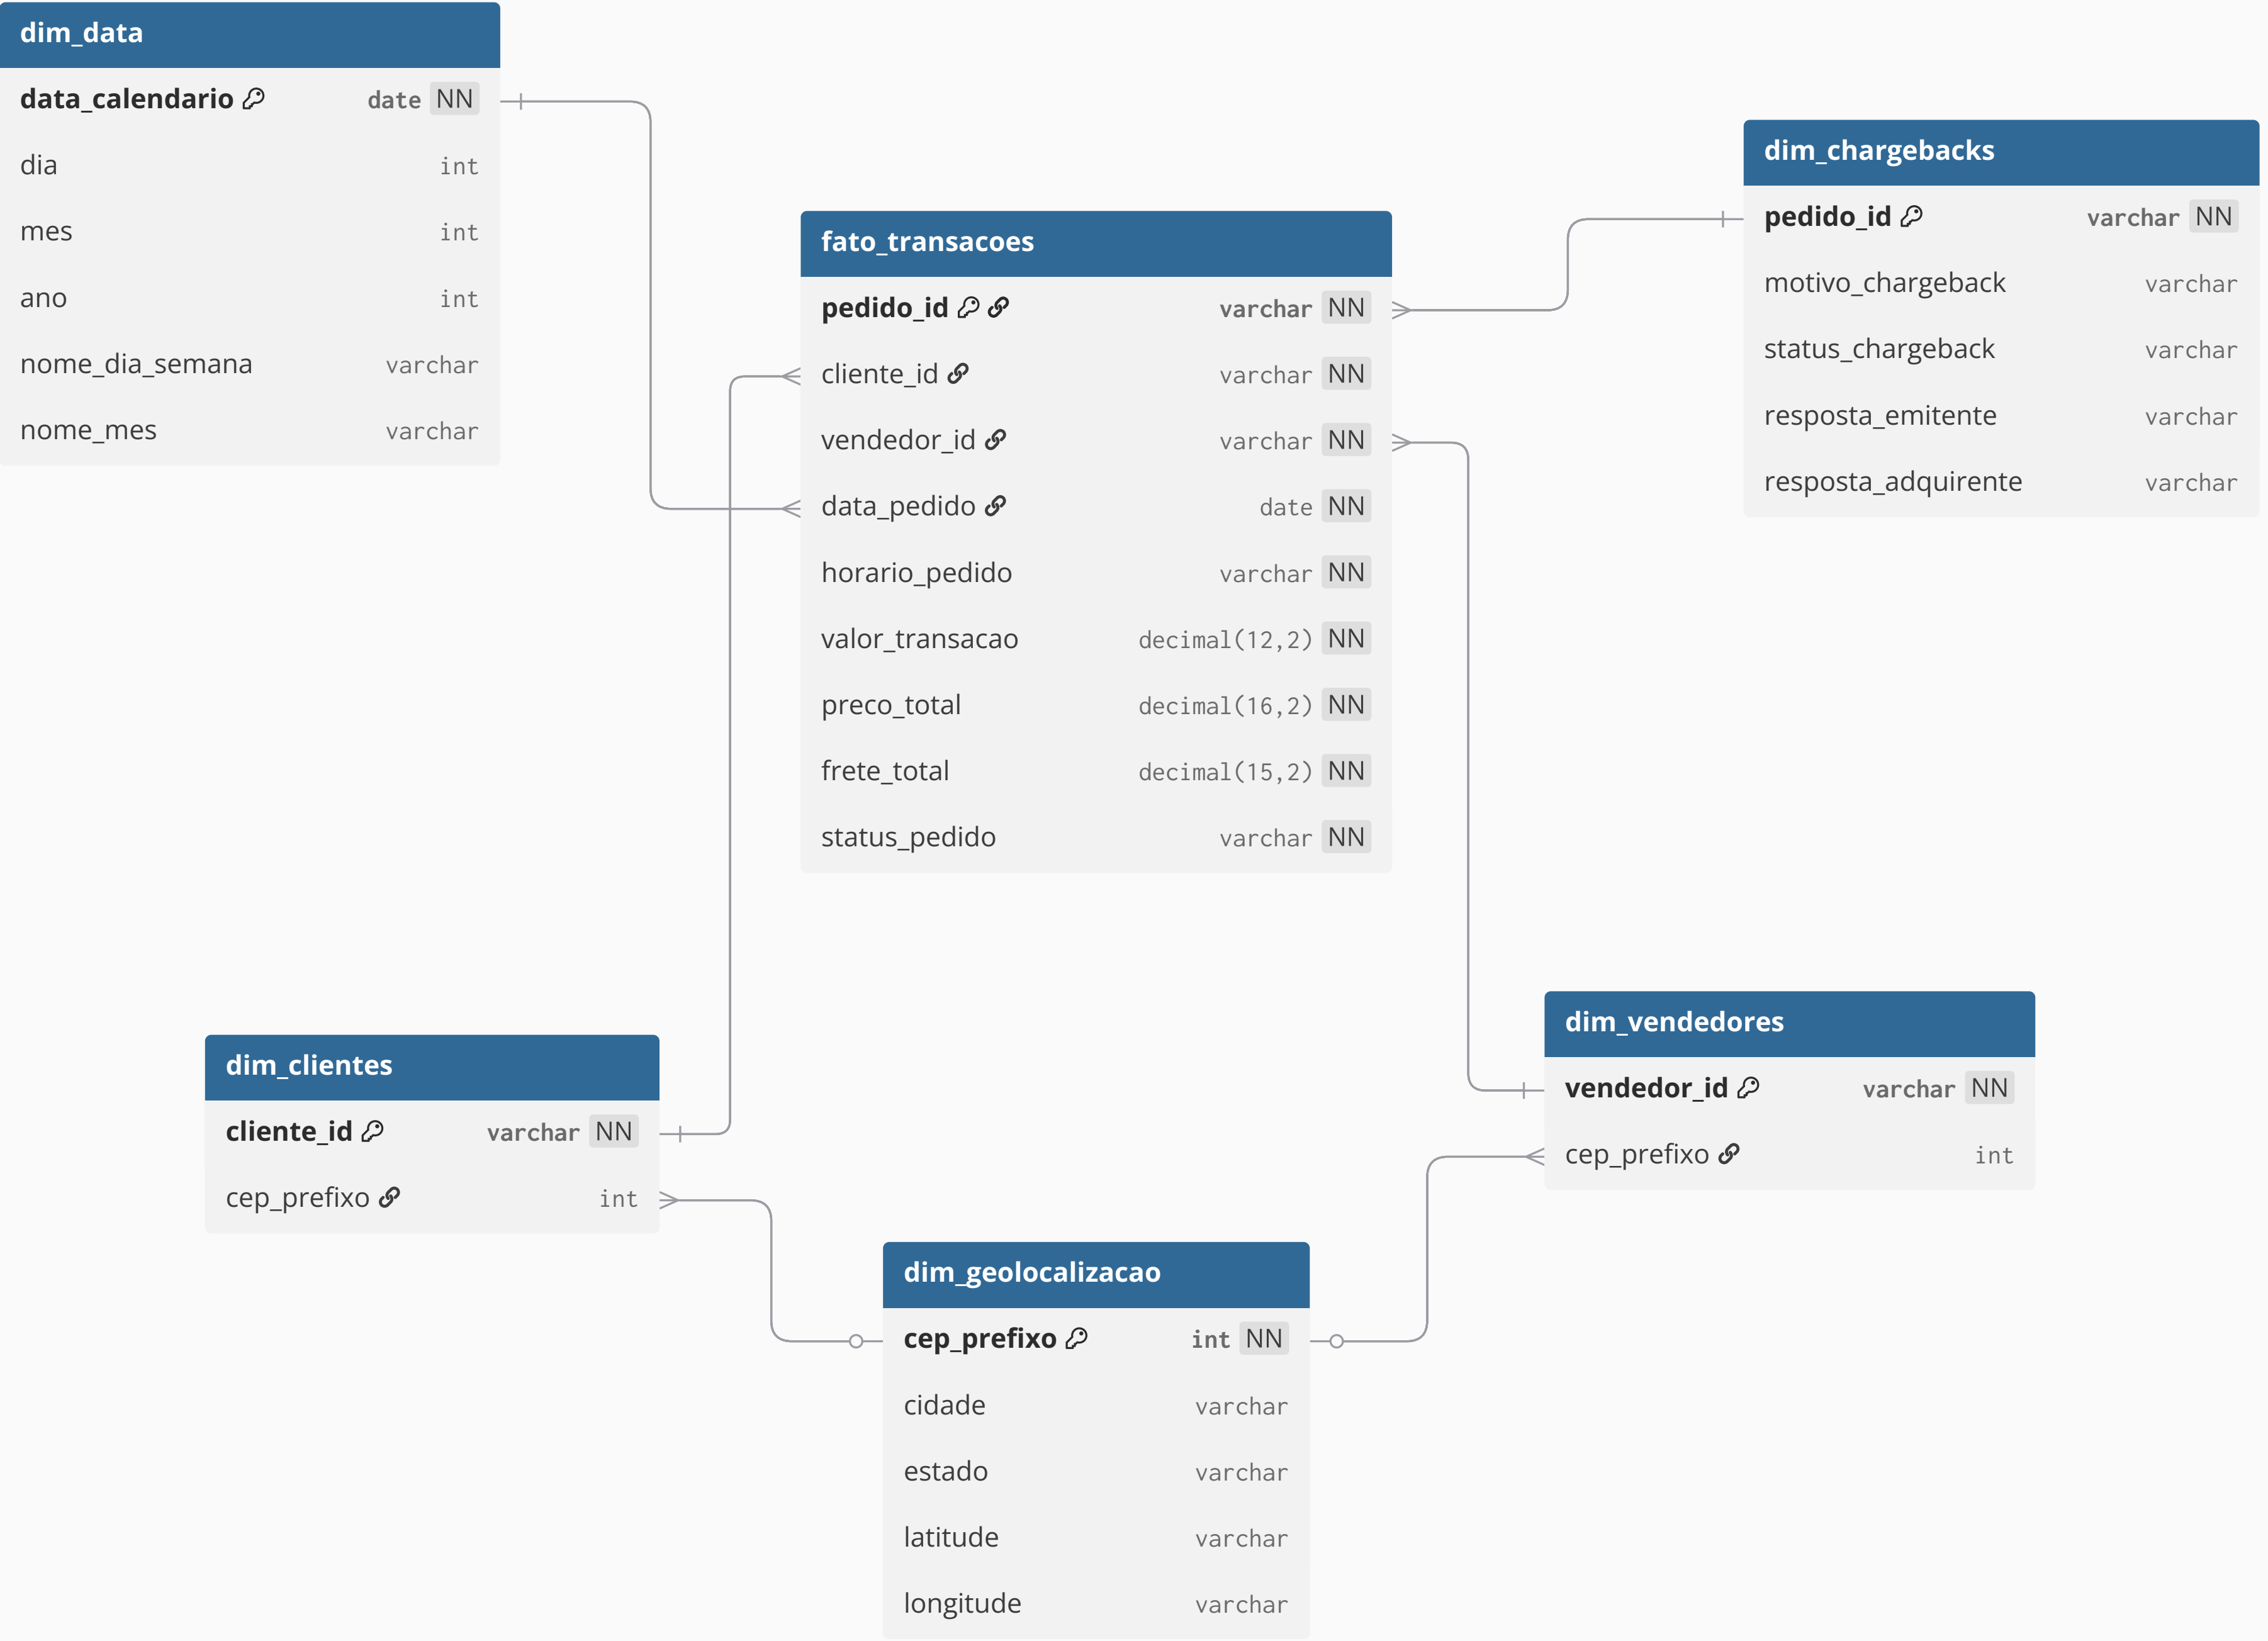 dim_data
data_calendario date NN
dia int
mes int
ano int
nome_dia_semana varchar
nome_mes varchar
dim_chargebacks
pedido_id varchar NN
motivo_chargeback varchar
status_chargeback varchar
resposta_emitente varchar
resposta_adquirente varchar
fato_transacoes
pedido_id varchar NN
cliente_id varchar NN
vendedor_id varchar NN
data_pedido date NN
horario_pedido varchar NN
valor_transacao decimal(12,2) NN
preco_total decimal(16,2) NN
frete_total decimal(15,2) NN
status_pedido varchar NN
dim_clientes
cliente_id varchar NN
cep_prefixo int
dim_vendedores
vendedor_id varchar NN
cep_prefixo int
dim_geolocalizacao
cep_prefixo int NN
cidade varchar
estado varchar
latitude varchar
longitude varchar